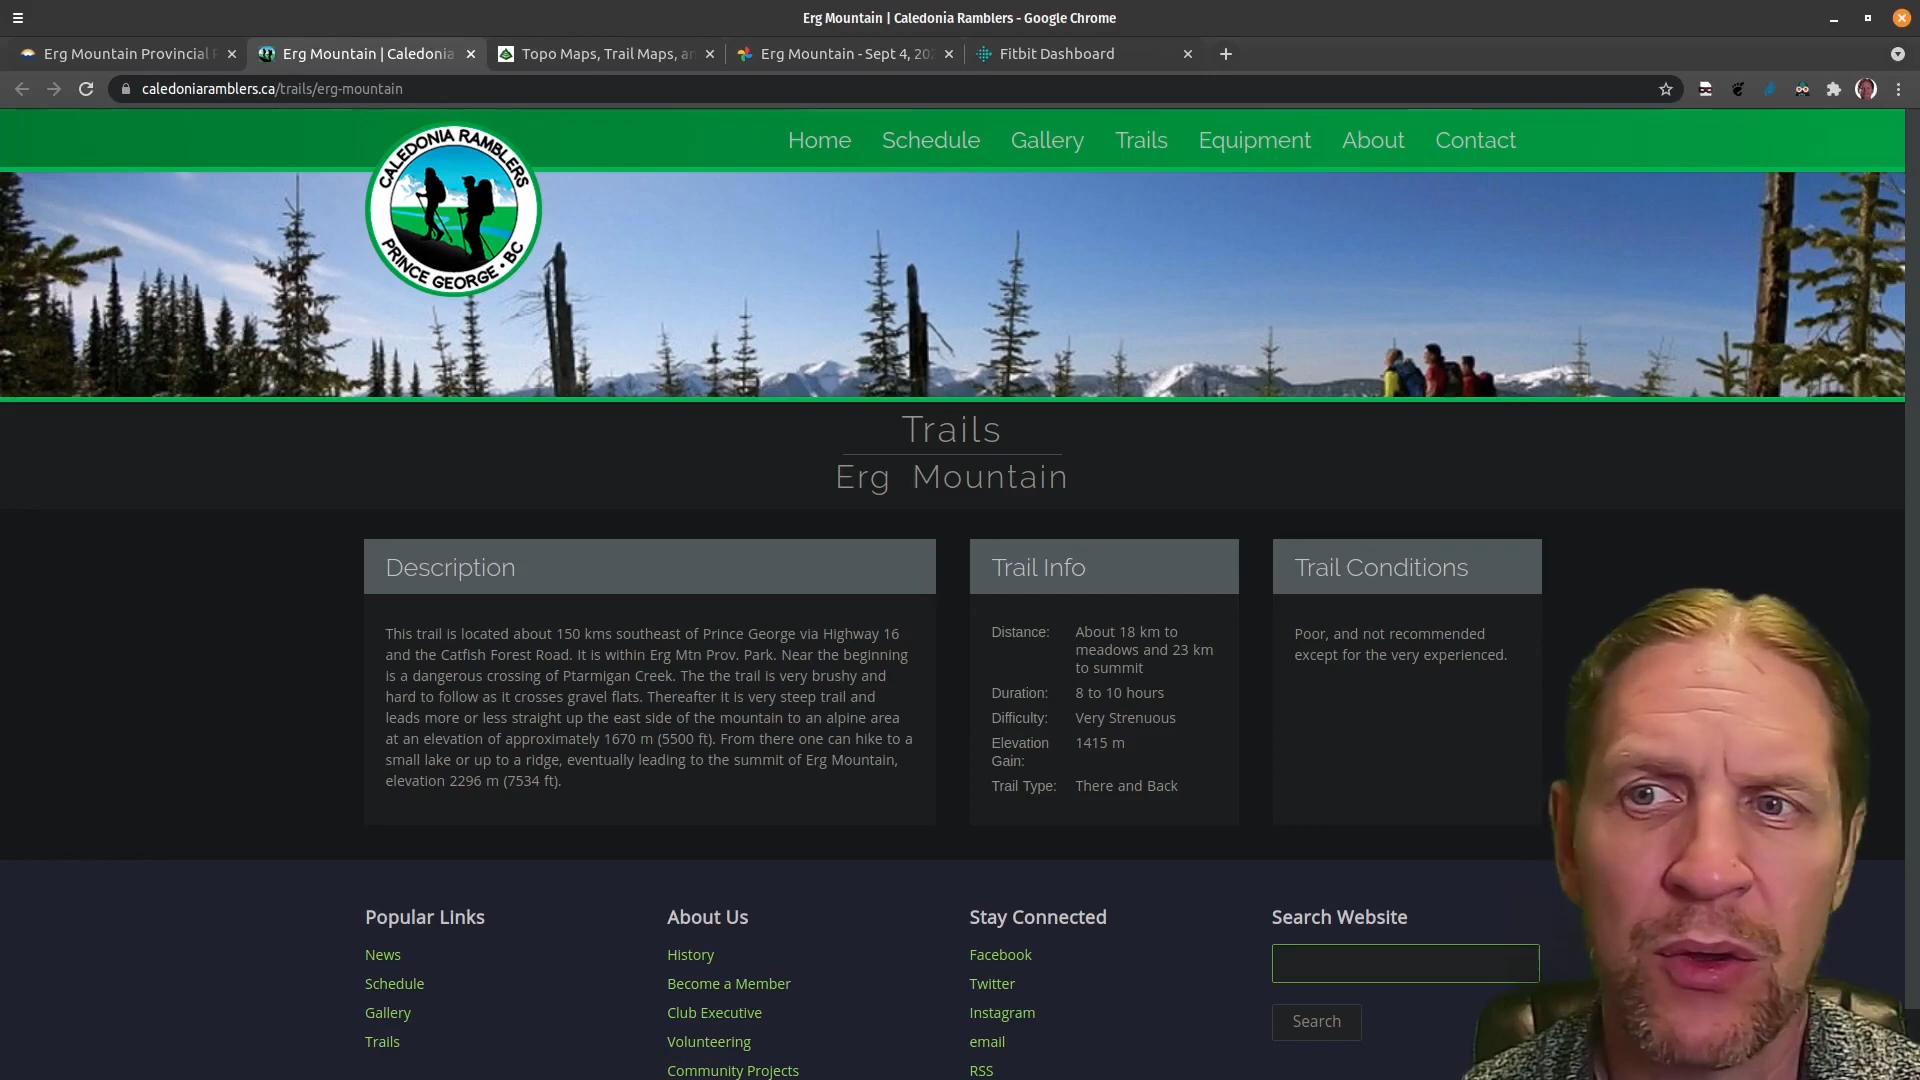 Erg Mountain | Caledonia Ramblers - Google Chrome
Erg Mountain Provincial
Erg Mountain | Caledonia
Topo Maps, Trail Maps, an
Erg Mountain - Sept 4, 202
Fitbit Dashboard
caledoniaramblers.ca/trails/erg-mountain
CALEDONIA RAMBLERS
PRINCE GEORGE • BC
Home Schedule Gallery Trails Equipment About Contact
Trails
Erg Mountain
Description
This trail is located about 150 kms southeast of Prince George via Highway 16
and the Catfish Forest Road. It is within Erg Mtn Prov. Park. Near the beginning
is a dangerous crossing of Ptarmigan Creek. The the trail is very brushy and
hard to follow as it crosses gravel flats. Thereafter it is very steep trail and
leads more or less straight up the east side of the mountain to an alpine area
at an elevation of approximately 1670 m (5500 ft). From there one can hike to a
small lake or up to a ridge, eventually leading to the summit of Erg Mountain,
elevation 2296 m (7534 ft).
Trail Info
Distance: About 18 km to
meadows and 23 km
to summit
Duration: 8 to 10 hours
Difficulty: Very Strenuous
Elevation 1415 m
Gain:
Trail Type: There and Back
Trail Conditions
Poor, and not recommended
except for the very experienced.
Popular Links
News
Schedule
Gallery
Trails
About Us
History
Become a Member
Club Executive
Volunteering
Community Projects
Stay Connected
Facebook
Twitter
Instagram
email
RSS
Search Website
Search